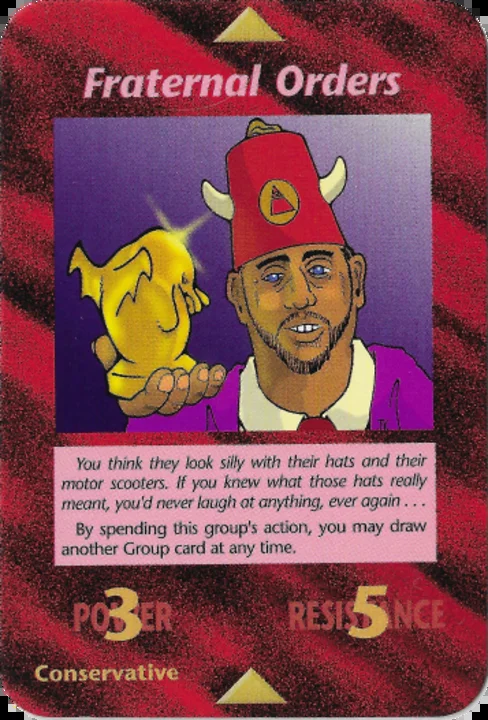 Fraternal Orders
You think they look silly with their hats and their
motor scooters. If you knew what those hats really
meant, you'd never laugh at anything, ever again . . .
By spending this group's action, you may draw
another Group card at any time.
POWER 3 RESISTANCE 5
Conservative